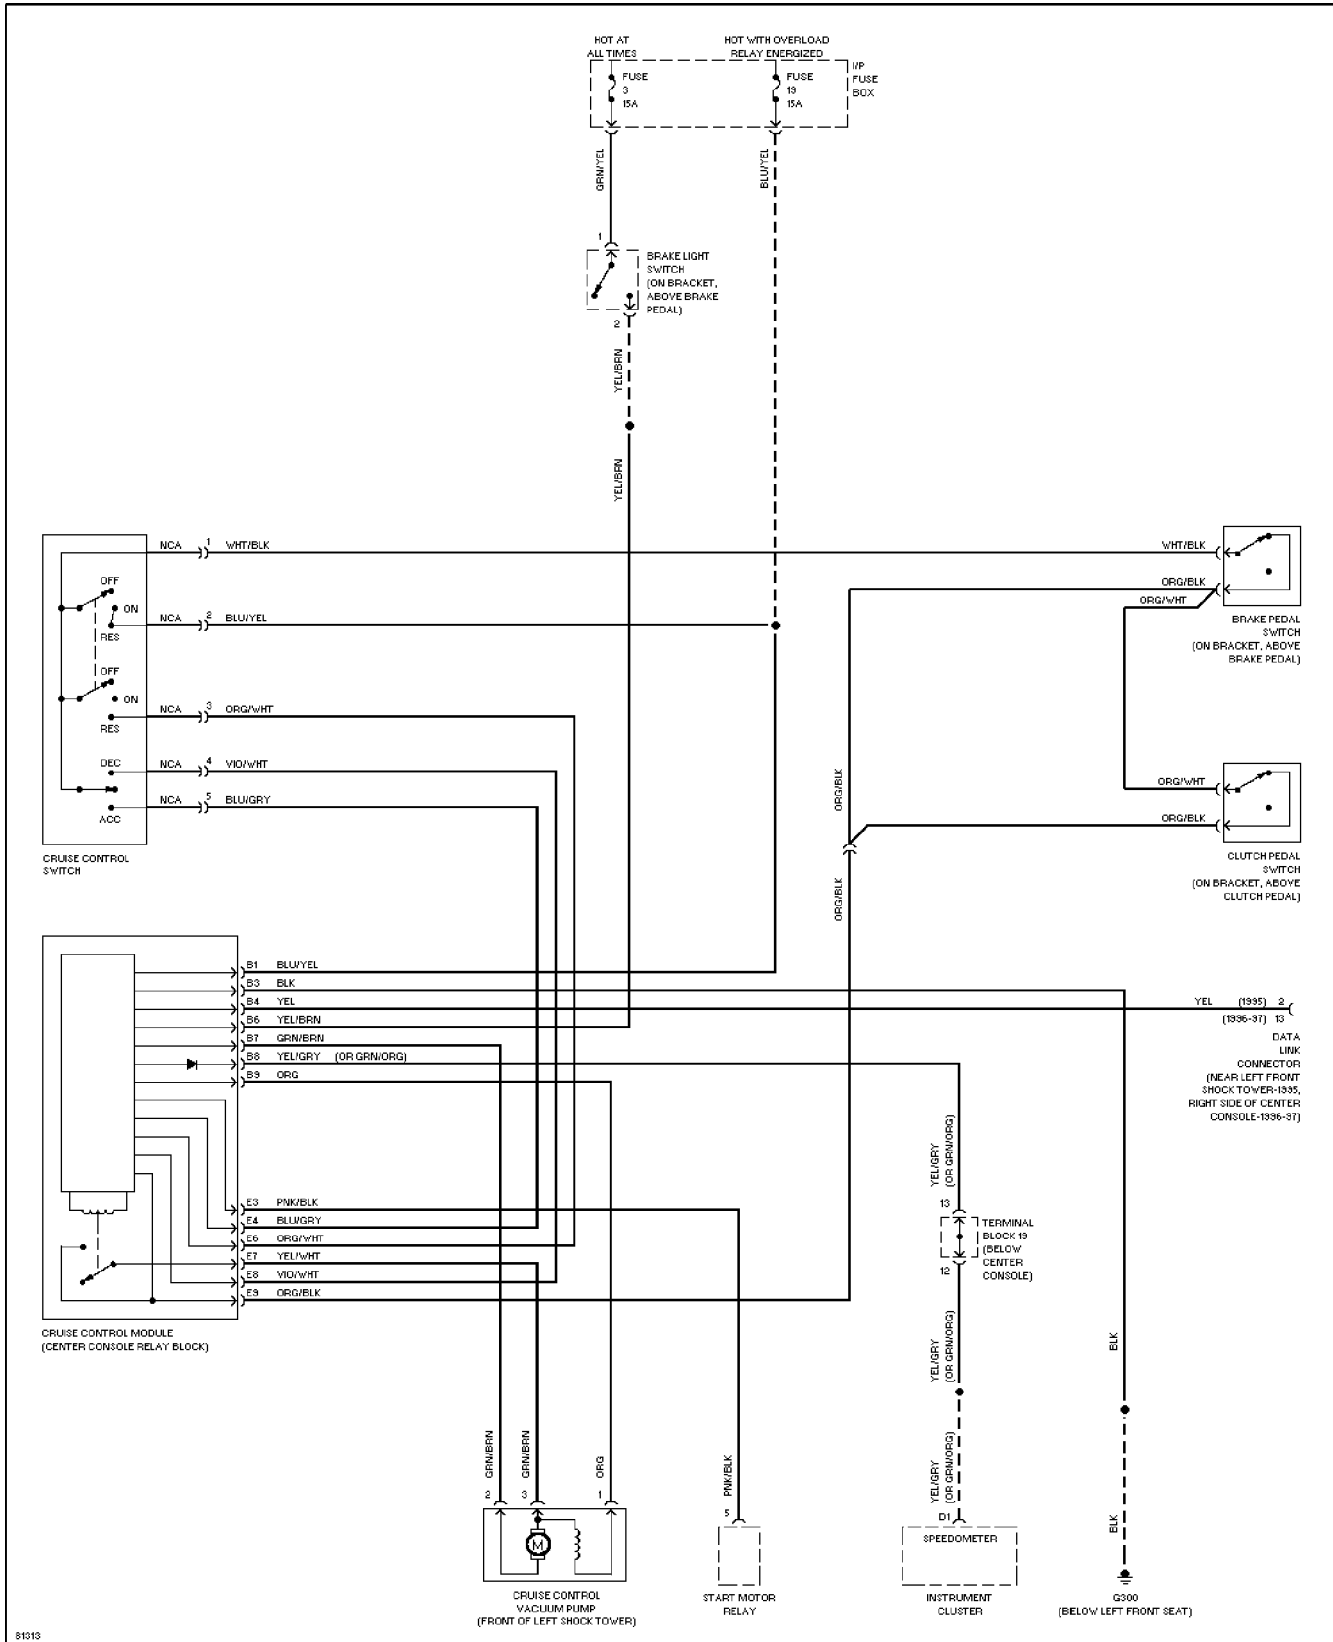 HOT AT
ALL TIMES
HOT WITH OVERLOAD
RELAY ENERGIZED
FUSE
3
15A
FUSE
19
15A
I/P
FUSE
BOX
GRN/YEL
BLU/YEL
1
BRAKE LIGHT
SWITCH
(ON BRACKET,
ABOVE BRAKE
PEDAL)
2
YEL/BRN
YEL/BRN
NCA 1 WHT/BLK
WHT/BLK
OFF
ON
RES
NCA 2 BLU/YEL
ORG/BLK
ORG/WHT
BRAKE PEDAL
SWITCH
(ON BRACKET, ABOVE
BRAKE PEDAL)
OFF
ON
RES
NCA 3 ORG/WHT
DEC
NCA 4 VIO/WHT
NCA 5 BLU/GRY
ACC
CRUISE CONTROL
SWITCH
ORG/BLK
ORG/WHT
ORG/BLK
CLUTCH PEDAL
SWITCH
(ON BRACKET, ABOVE
CLUTCH PEDAL)
ORG/BLK
B1 BLU/YEL
B3 BLK
B4 YEL
B6 YEL/BRN
B7 GRN/BRN
B8 YEL/GRY (OR GRN/ORG)
B9 ORG
YEL (1995) 2
(1996-97) 13
DATA
LINK
CONNECTOR
(NEAR LEFT FRONT
SHOCK TOWER-1995,
RIGHT SIDE OF CENTER
CONSOLE-1996-97)
YEL/GRY
(OR GRN/ORG)
13
TERMINAL
BLOCK 19
(BELOW
CENTER
CONSOLE)
12
E3 PNK/BLK
E4 BLU/GRY
E6 ORG/WHT
E7 YEL/WHT
E8 VIO/WHT
E9 ORG/BLK
CRUISE CONTROL MODULE
(CENTER CONSOLE RELAY BLOCK)
YEL/GRY
(OR GRN/ORG)
BLK
GRN/BRN
GRN/BRN
ORG
PNK/BLK
YEL/GRY
(OR GRN/ORG)
BLK
2
3
1
5
D1
M
SPEEDOMETER
CRUISE CONTROL
VACUUM PUMP
(FRONT OF LEFT SHOCK TOWER)
START MOTOR
RELAY
INSTRUMENT
CLUSTER
G300
(BELOW LEFT FRONT SEAT)
81313